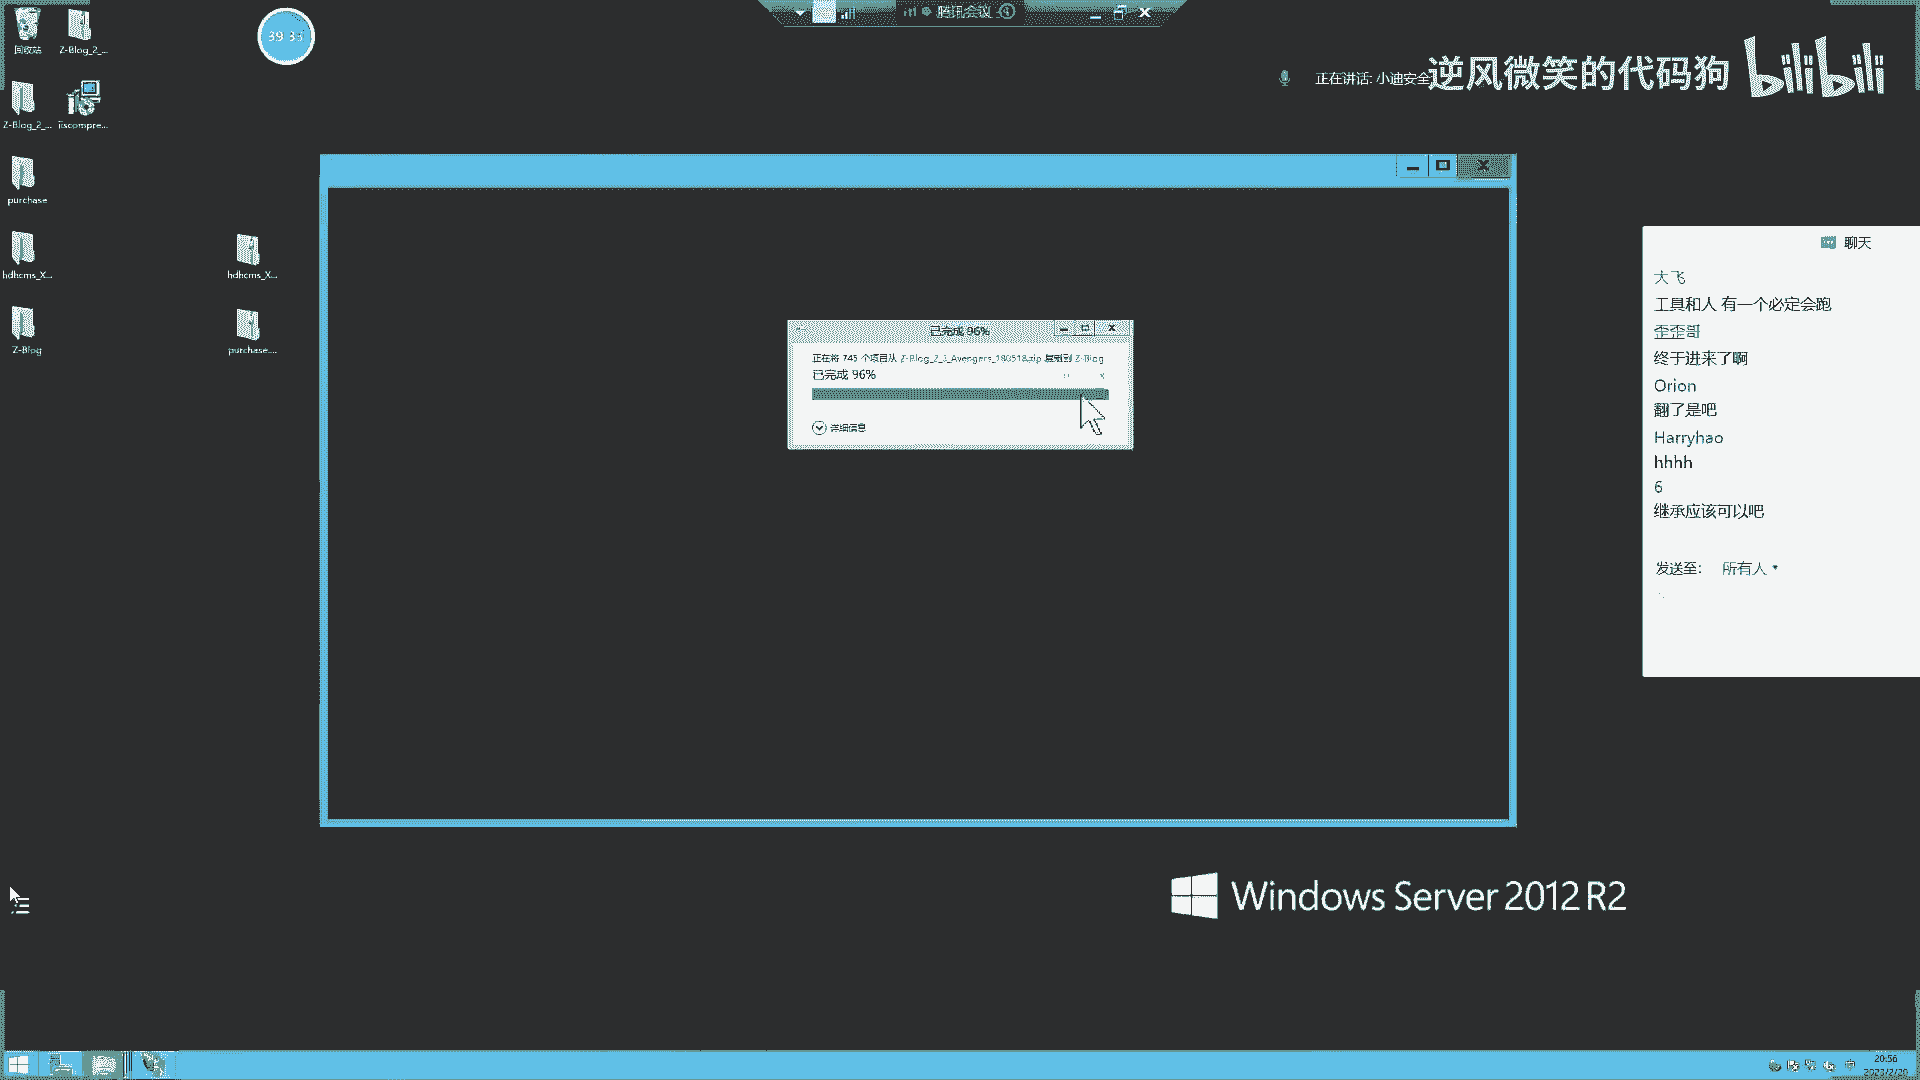 回收站
Z-Blog_2_...
39 33
腾讯会议
正在讲话: 小迪安全
逆风微笑的代码狗
bilibili
Z-Blog_2_...
iiscompre...
purchase
hdhcms_X...
hdhcms_X...
Z-Blog
purchase....
已完成 96%
正在将 745 个项目从 Z-Blog_2_3_Avengers_180518.zip 复制到 Z-Blog
已完成 96%
详细信息
聊天
大飞
工具和人 有一个必定会跑
歪歪哥
终于进来了啊
Orion
翻了是吧
Harryhao
hhhh
6
继承应该可以吧
发送至: 所有人
Windows Server 2012 R2
中
20:56
2023/2/20